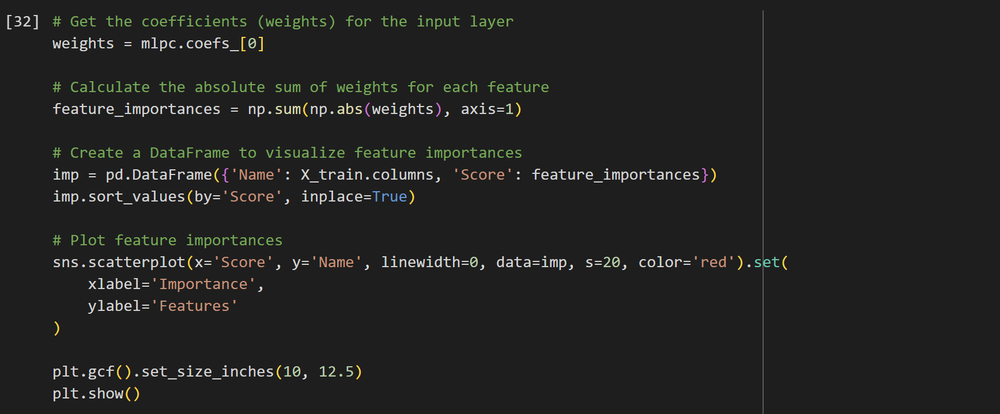 [32] # Get the coefficients (weights) for the input layer
weights = mlpc.coefs_[0]
# Calculate the absolute sum of weights for each feature
feature_importances = np.sum(np.abs(weights), axis=1)
# Create a DataFrame to visualize feature importances
imp = pd.DataFrame({'Name': X_train.columns, 'Score': feature_importances})
imp.sort_values(by='Score', inplace=True)
# Plot feature importances
sns.scatterplot(x='Score', y='Name', linewidth=0, data=imp, s=20, color='red').set(
    xlabel='Importance',
    ylabel='Features'
)
plt.gcf().set_size_inches(10, 12.5)
plt.show()